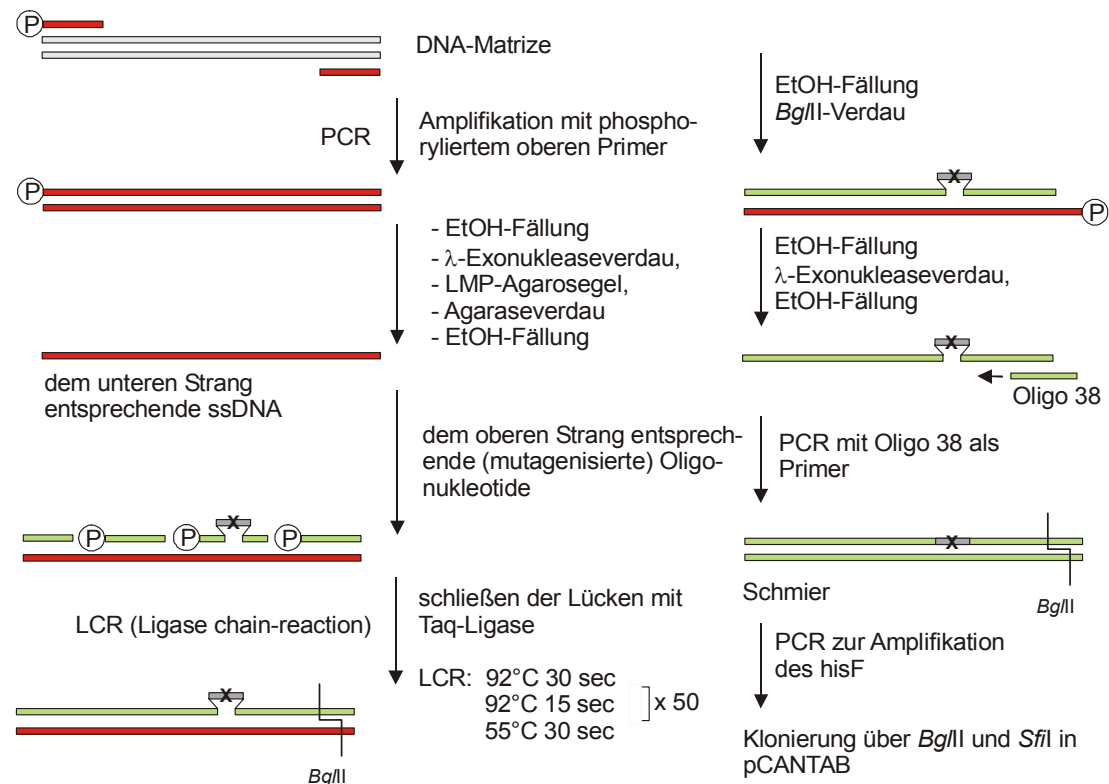 P
DNA-Matrize
PCR
Amplifikation mit phospho-
ryliertem oberen Primer
P
- EtOH-Fällung
- λ-Exonukleaseverdau,
- LMP-Agarosegel,
- Agaraseverdau
- EtOH-Fällung
dem unteren Strang
entsprechende ssDNA
dem oberen Strang entsprech-
ende (mutagenisierte) Oligo-
nukleotide
X
P
P
P
LCR (Ligase chain-reaction)
schließen der Lücken mit
Taq-Ligase
LCR: 92°C 30 sec
92°C 15 sec
55°C 30 sec
] x 50
X
BglII
EtOH-Fällung
BglII-Verdau
X
P
EtOH-Fällung
λ-Exonukleaseverdau,
EtOH-Fällung
X
Oligo 38
PCR mit Oligo 38 als
Primer
X
Schmier
BglII
PCR zur Amplifikation
des hisF
Klonierung über BglII und SfiI in
pCANTAB